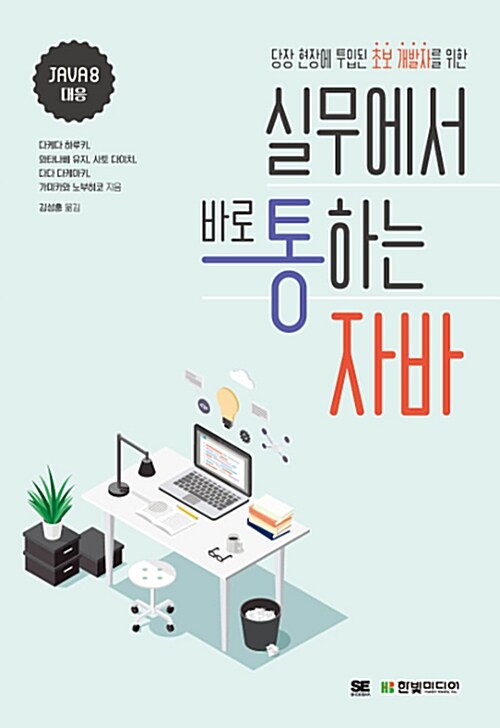 당장 현장에 투입된 초보 개발자를 위한
JAVA8
대응
실무에서
바로 통하는
자바
다케다 하루키,
와타나베 유지, 사토 다이치,
다다 다케마키,
가미카와 노부히코 지음
김성훈 옮김
SE
SHOEISHA
HB 한빛미디어